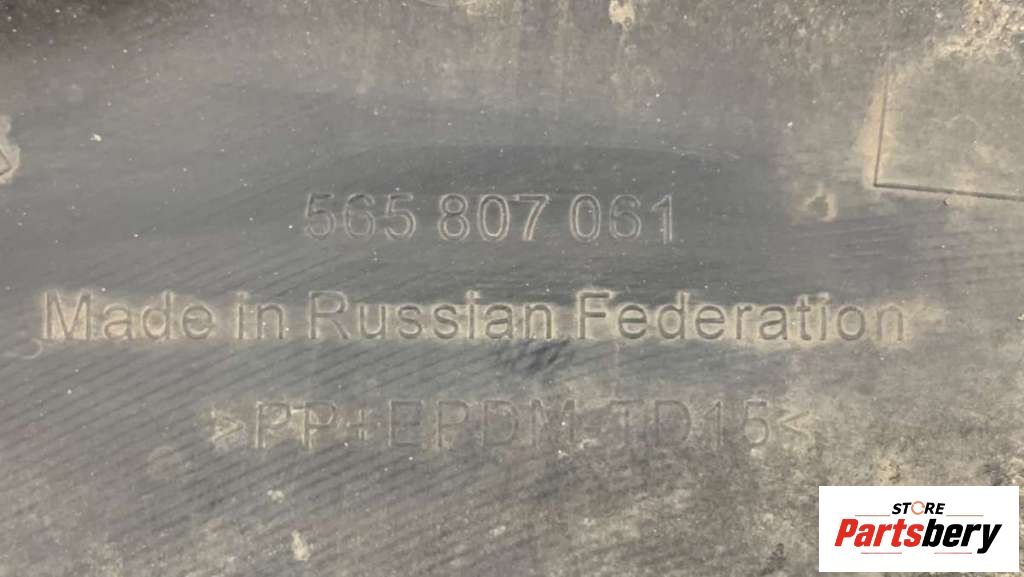 565 807 061
Made in Russian Federation
>PP+EPDM-TD15<
STORE
Partsbery